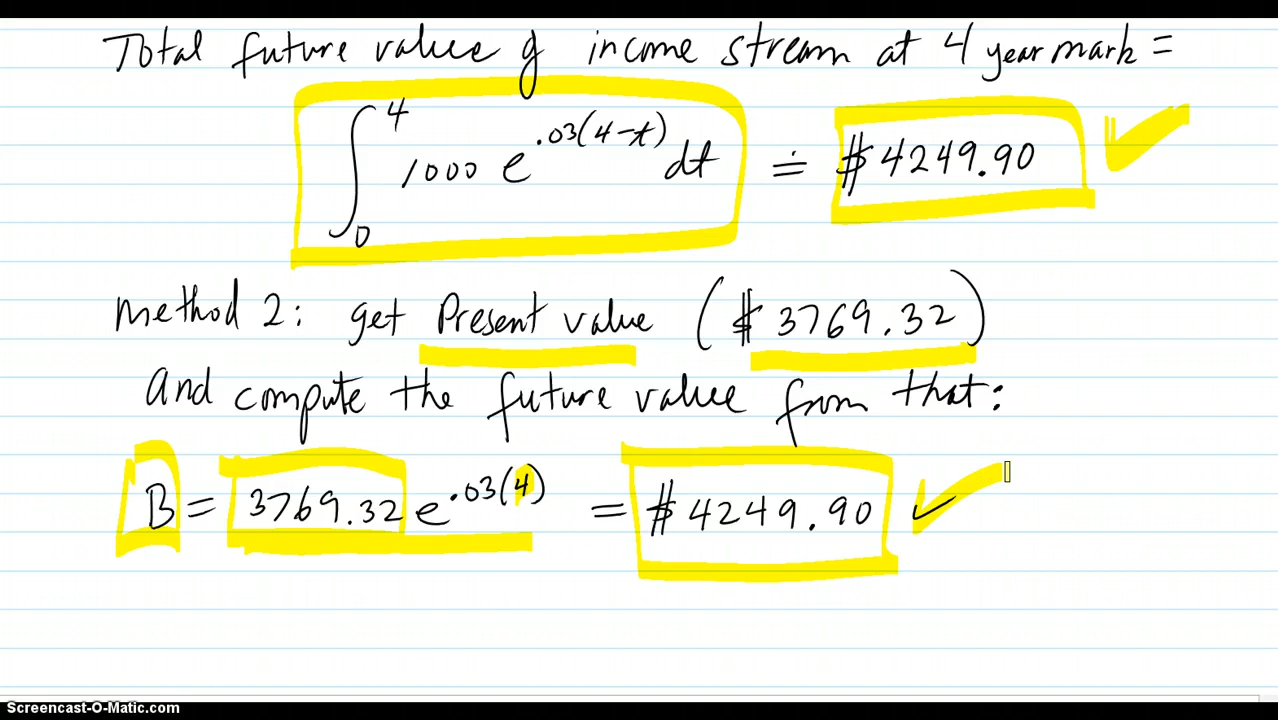 Total future value of income stream at 4 year mark =
∫₀⁴ 1000 e^.03(4-t) dt ≐ $4249.90
method 2: get Present value ($3769.32)
And compute the future value from that:
B = 3769.32 e^.03(4) = $4249.90
Screencast-O-Matic.com